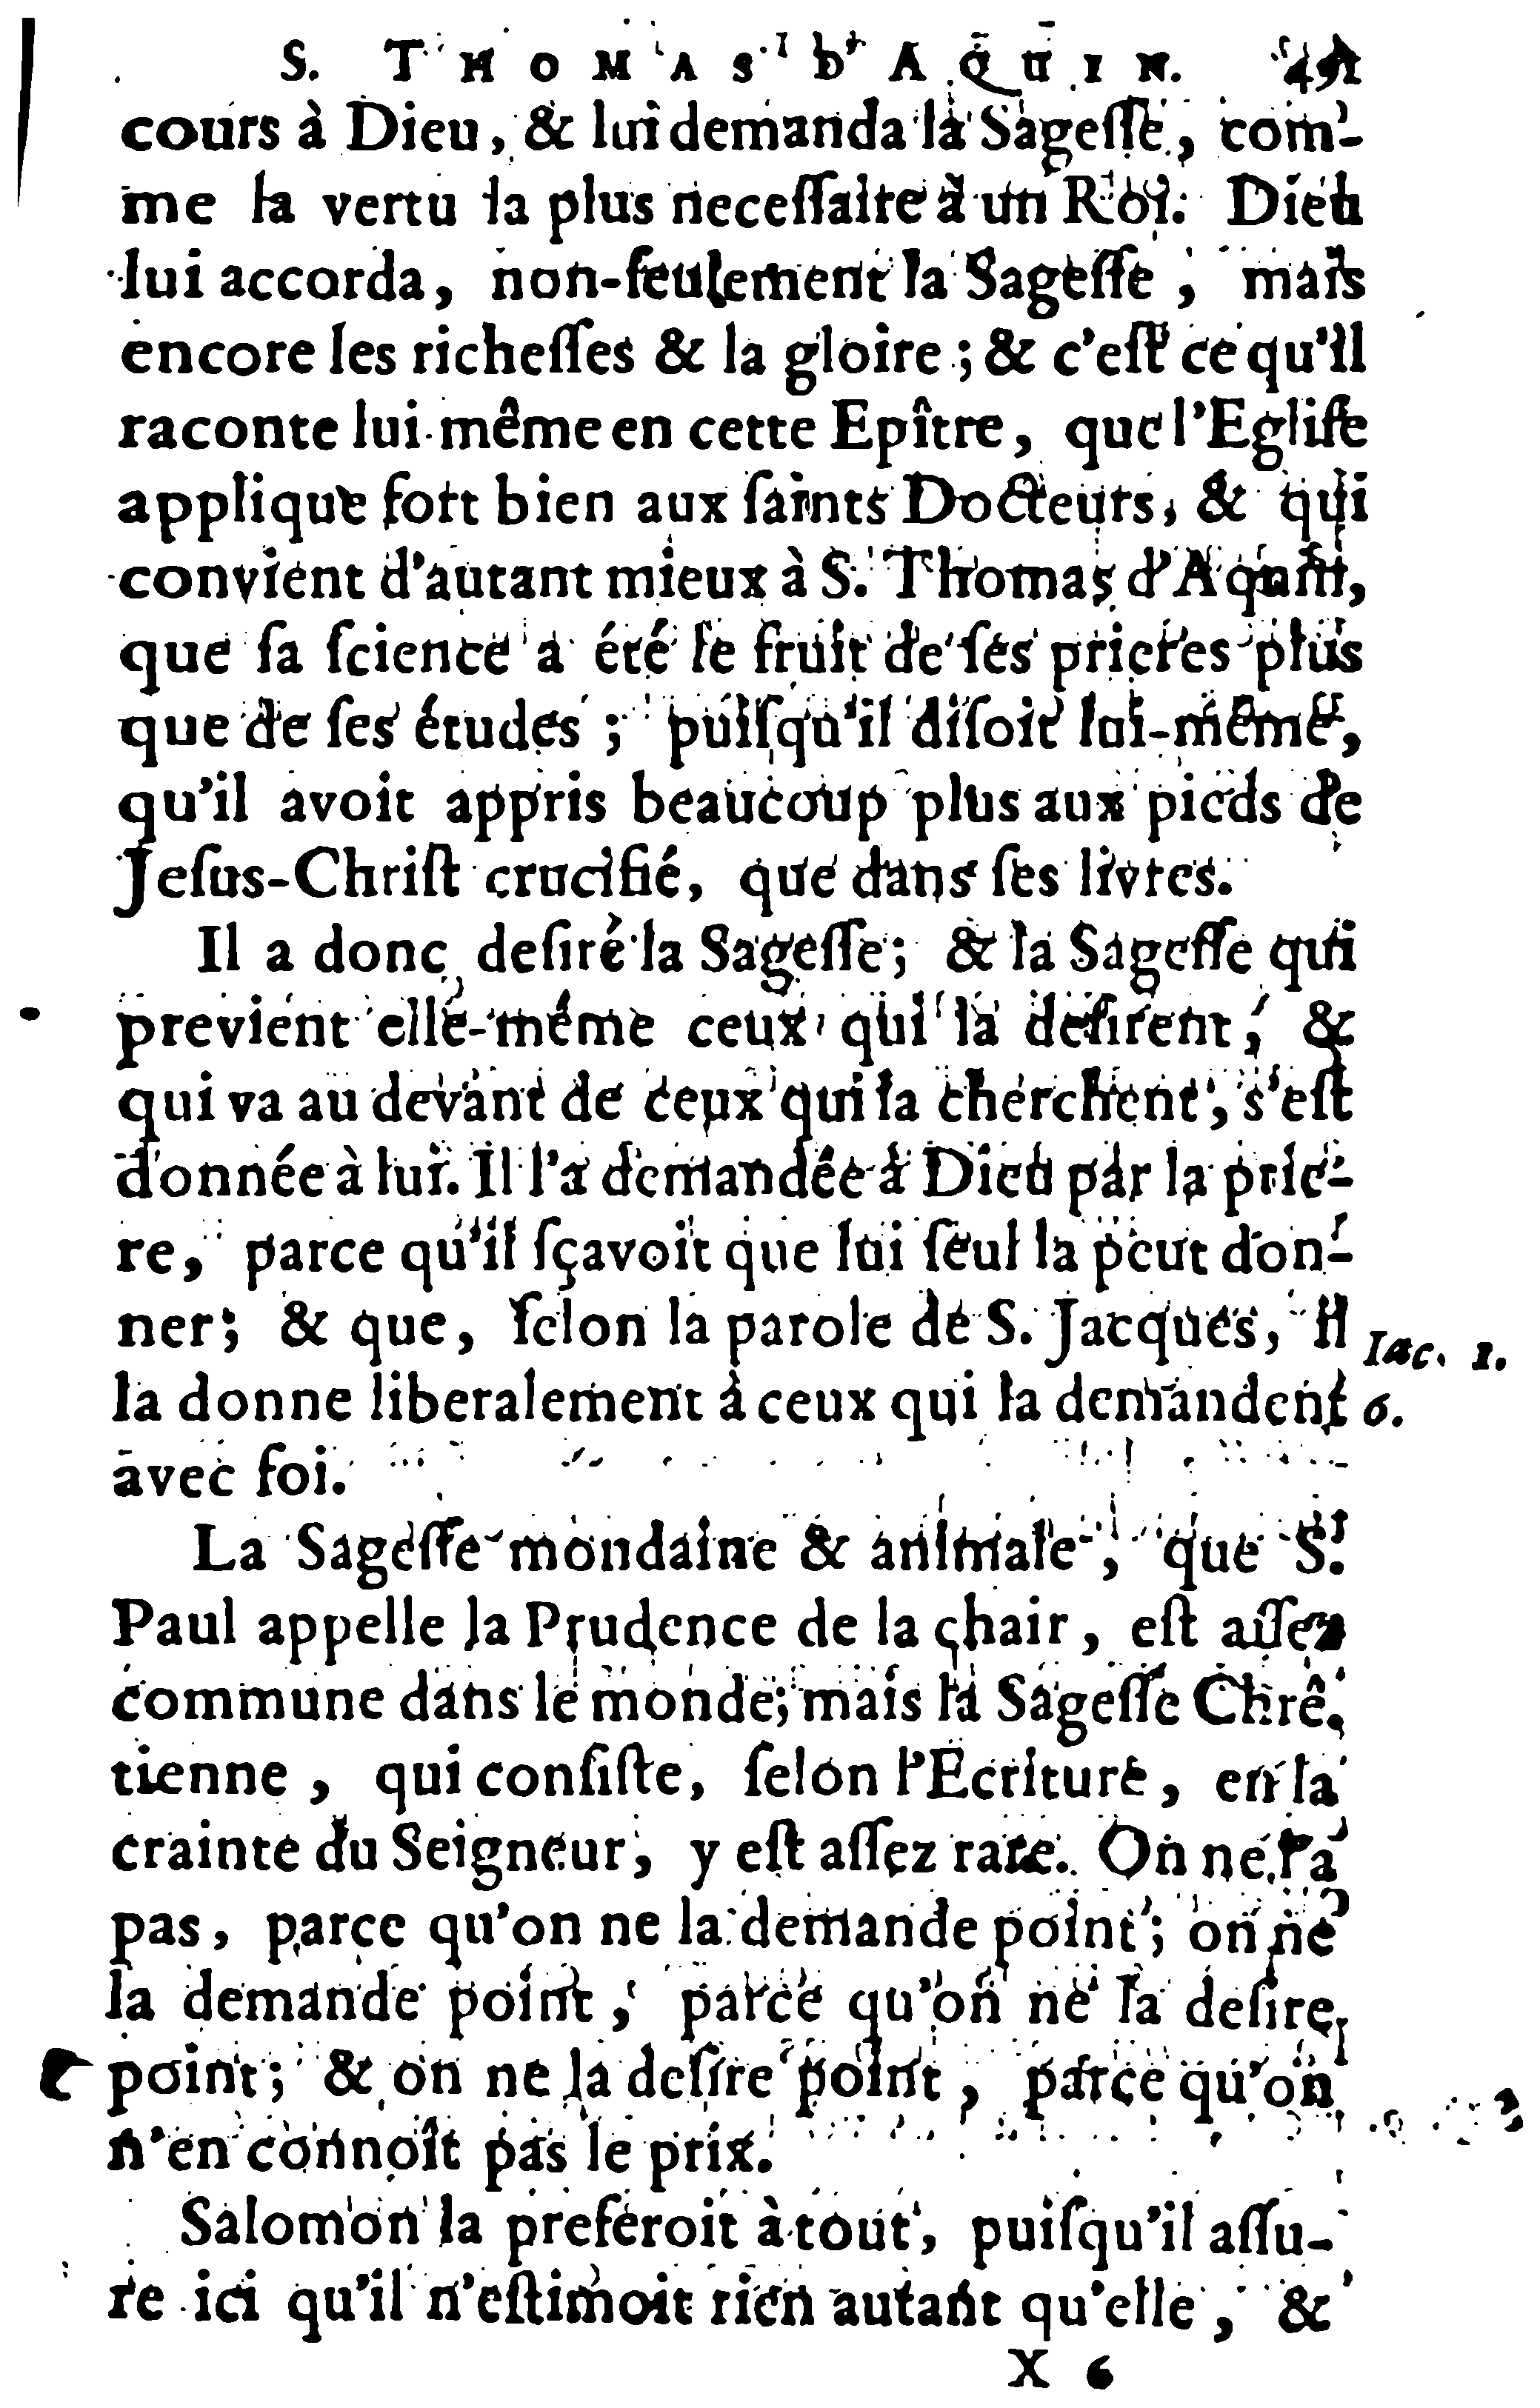 S. THOMAS D'AQUIN. 491
cours à Dieu, & lui demanda la Sageſſe, com-
me la vertu la plus neceſſaire à un Roi. Dieu
lui accorda, non-ſeulement la Sageſſe, mais
encore les richeſſes & la gloire; & c'eſt ce qu'il
raconte lui même en cette Epître, que l'Egliſe
applique fort bien aux ſaints Docteurs, & qui
convient d'autant mieux à S. Thomas d'Aquin,
que ſa ſcience a été le fruit de ſes prieres plus
que de ſes études; puiſqu'il diſoit lui-même,
qu'il avoit appris beaucoup plus aux pieds de
Jeſus-Chriſt crucifié, que dans ſes livres.
Il a donc deſiré la Sageſſe; & la Sageſſe qui
previent elle-même ceux qui la deſirent, &
qui va au devant de ceux qui la cherchent, s'eſt
donnée à lui. Il l'a demandée à Dieu par la prie-
re, parce qu'il ſçavoit que lui ſeul la peut don-
ner; & que, ſelon la parole de S. Jacques, il
la donne liberalement à ceux qui la demandent
avec foi.
Iac. 1.
6.
La Sageſſe mondaine & animale, que S.
Paul appelle la Prudence de la chair, eſt aſſez
commune dans le monde; mais la Sageſſe Chrê-
tienne, qui conſiſte, ſelon l'Ecriture, en la
crainte du Seigneur, y eſt aſſez rare. On ne l'a
pas, parce qu'on ne la demande point; on ne
la demande point, parce qu'on ne la deſire
point; & on ne la deſire point, parce qu'on
n'en connoît pas le prix.
Salomon la preferoit à tout, puiſqu'il aſſu-
re ici qu'il n'eſtimoit rien autant qu'elle, &
X 6